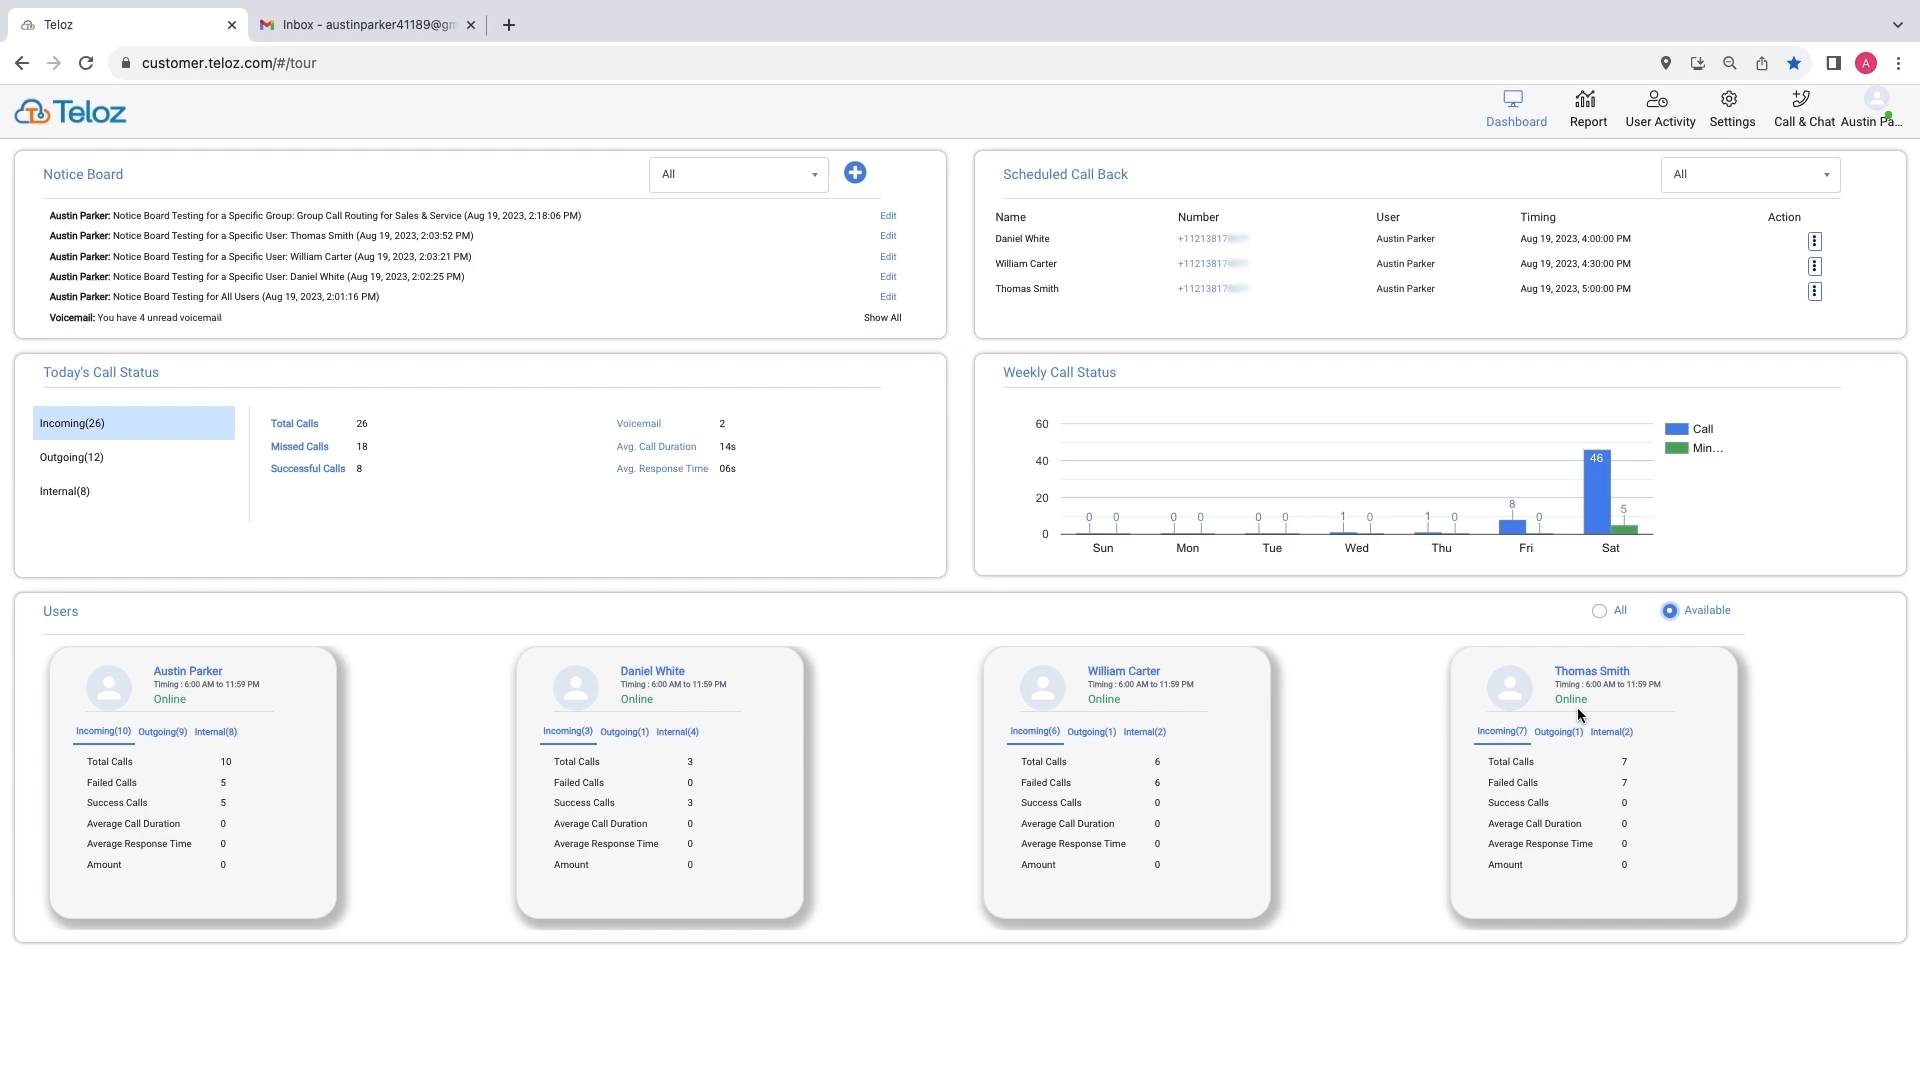 Teloz
Inbox - austinparker41189@gm
customer.teloz.com/#/tour
A
Teloz
Dashboard
Report
User Activity
Settings
Call & Chat
Austin Pa...
Notice Board
All
Austin Parker: Notice Board Testing for a Specific Group: Group Call Routing for Sales & Service (Aug 19, 2023, 2:18:06 PM) Edit
Austin Parker: Notice Board Testing for a Specific User: Thomas Smith (Aug 19, 2023, 2:03:52 PM) Edit
Austin Parker: Notice Board Testing for a Specific User: William Carter (Aug 19, 2023, 2:03:21 PM) Edit
Austin Parker: Notice Board Testing for a Specific User: Daniel White (Aug 19, 2023, 2:02:25 PM) Edit
Austin Parker: Notice Board Testing for All Users (Aug 19, 2023, 2:01:16 PM) Edit
Voicemail: You have 4 unread voicemail Show All
Scheduled Call Back
All
Name Number User Timing Action
Daniel White +11213817 Austin Parker Aug 19, 2023, 4:00:00 PM
William Carter +11213817 Austin Parker Aug 19, 2023, 4:30:00 PM
Thomas Smith +11213817 Austin Parker Aug 19, 2023, 5:00:00 PM
Today's Call Status
Incoming(26)
Outgoing(12)
Internal(8)
Total Calls 26
Missed Calls 18
Successful Calls 8
Voicemail 2
Avg. Call Duration 14s
Avg. Response Time 06s
Weekly Call Status
60
40
20
0
0 0 0 0 0 0 1 0 1 0 8 0 46 5
Sun Mon Tue Wed Thu Fri Sat
Call
Min...
Users
All
Available
Austin Parker
Timing : 6:00 AM to 11:59 PM
Online
Incoming(10) Outgoing(9) Internal(8)
Total Calls 10
Failed Calls 5
Success Calls 5
Average Call Duration 0
Average Response Time 0
Amount 0
Daniel White
Timing : 6:00 AM to 11:59 PM
Online
Incoming(3) Outgoing(1) Internal(4)
Total Calls 3
Failed Calls 0
Success Calls 3
Average Call Duration 0
Average Response Time 0
Amount 0
William Carter
Timing : 6:00 AM to 11:59 PM
Online
Incoming(6) Outgoing(1) Internal(2)
Total Calls 6
Failed Calls 6
Success Calls 0
Average Call Duration 0
Average Response Time 0
Amount 0
Thomas Smith
Timing : 6:00 AM to 11:59 PM
Online
Incoming(7) Outgoing(1) Internal(2)
Total Calls 7
Failed Calls 7
Success Calls 0
Average Call Duration 0
Average Response Time 0
Amount 0